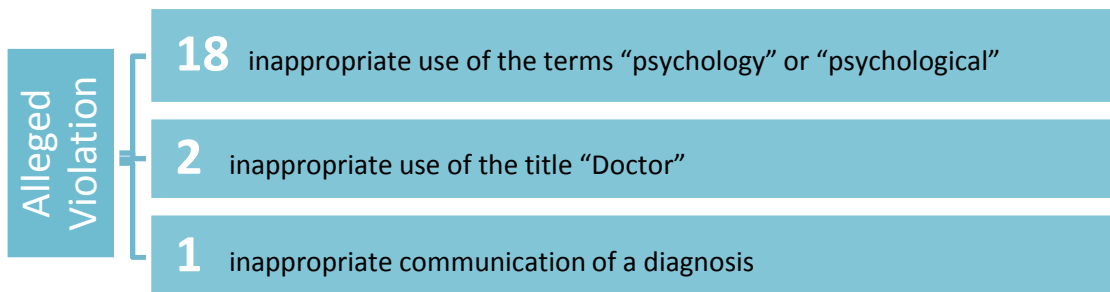 Alleged
Violation
18 inappropriate use of the terms “psychology” or “psychological”
2 inappropriate use of the title “Doctor”
1 inappropriate communication of a diagnosis